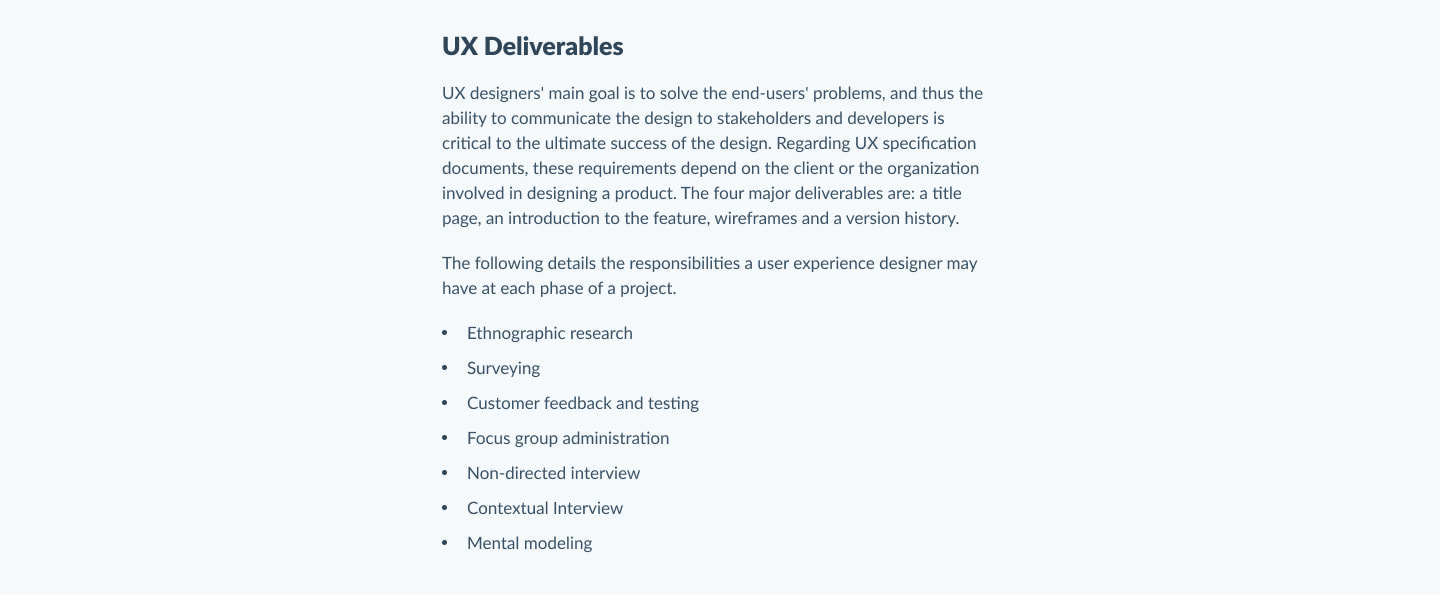 UX Deliverables
UX designers' main goal is to solve the end-users' problems, and thus the
ability to communicate the design to stakeholders and developers is
critical to the ultimate success of the design. Regarding UX specification
documents, these requirements depend on the client or the organization
involved in designing a product. The four major deliverables are: a title
page, an introduction to the feature, wireframes and a version history.
The following details the responsibilities a user experience designer may
have at each phase of a project.
• Ethnographic research
• Surveying
• Customer feedback and testing
• Focus group administration
• Non-directed interview
• Contextual Interview
• Mental modeling